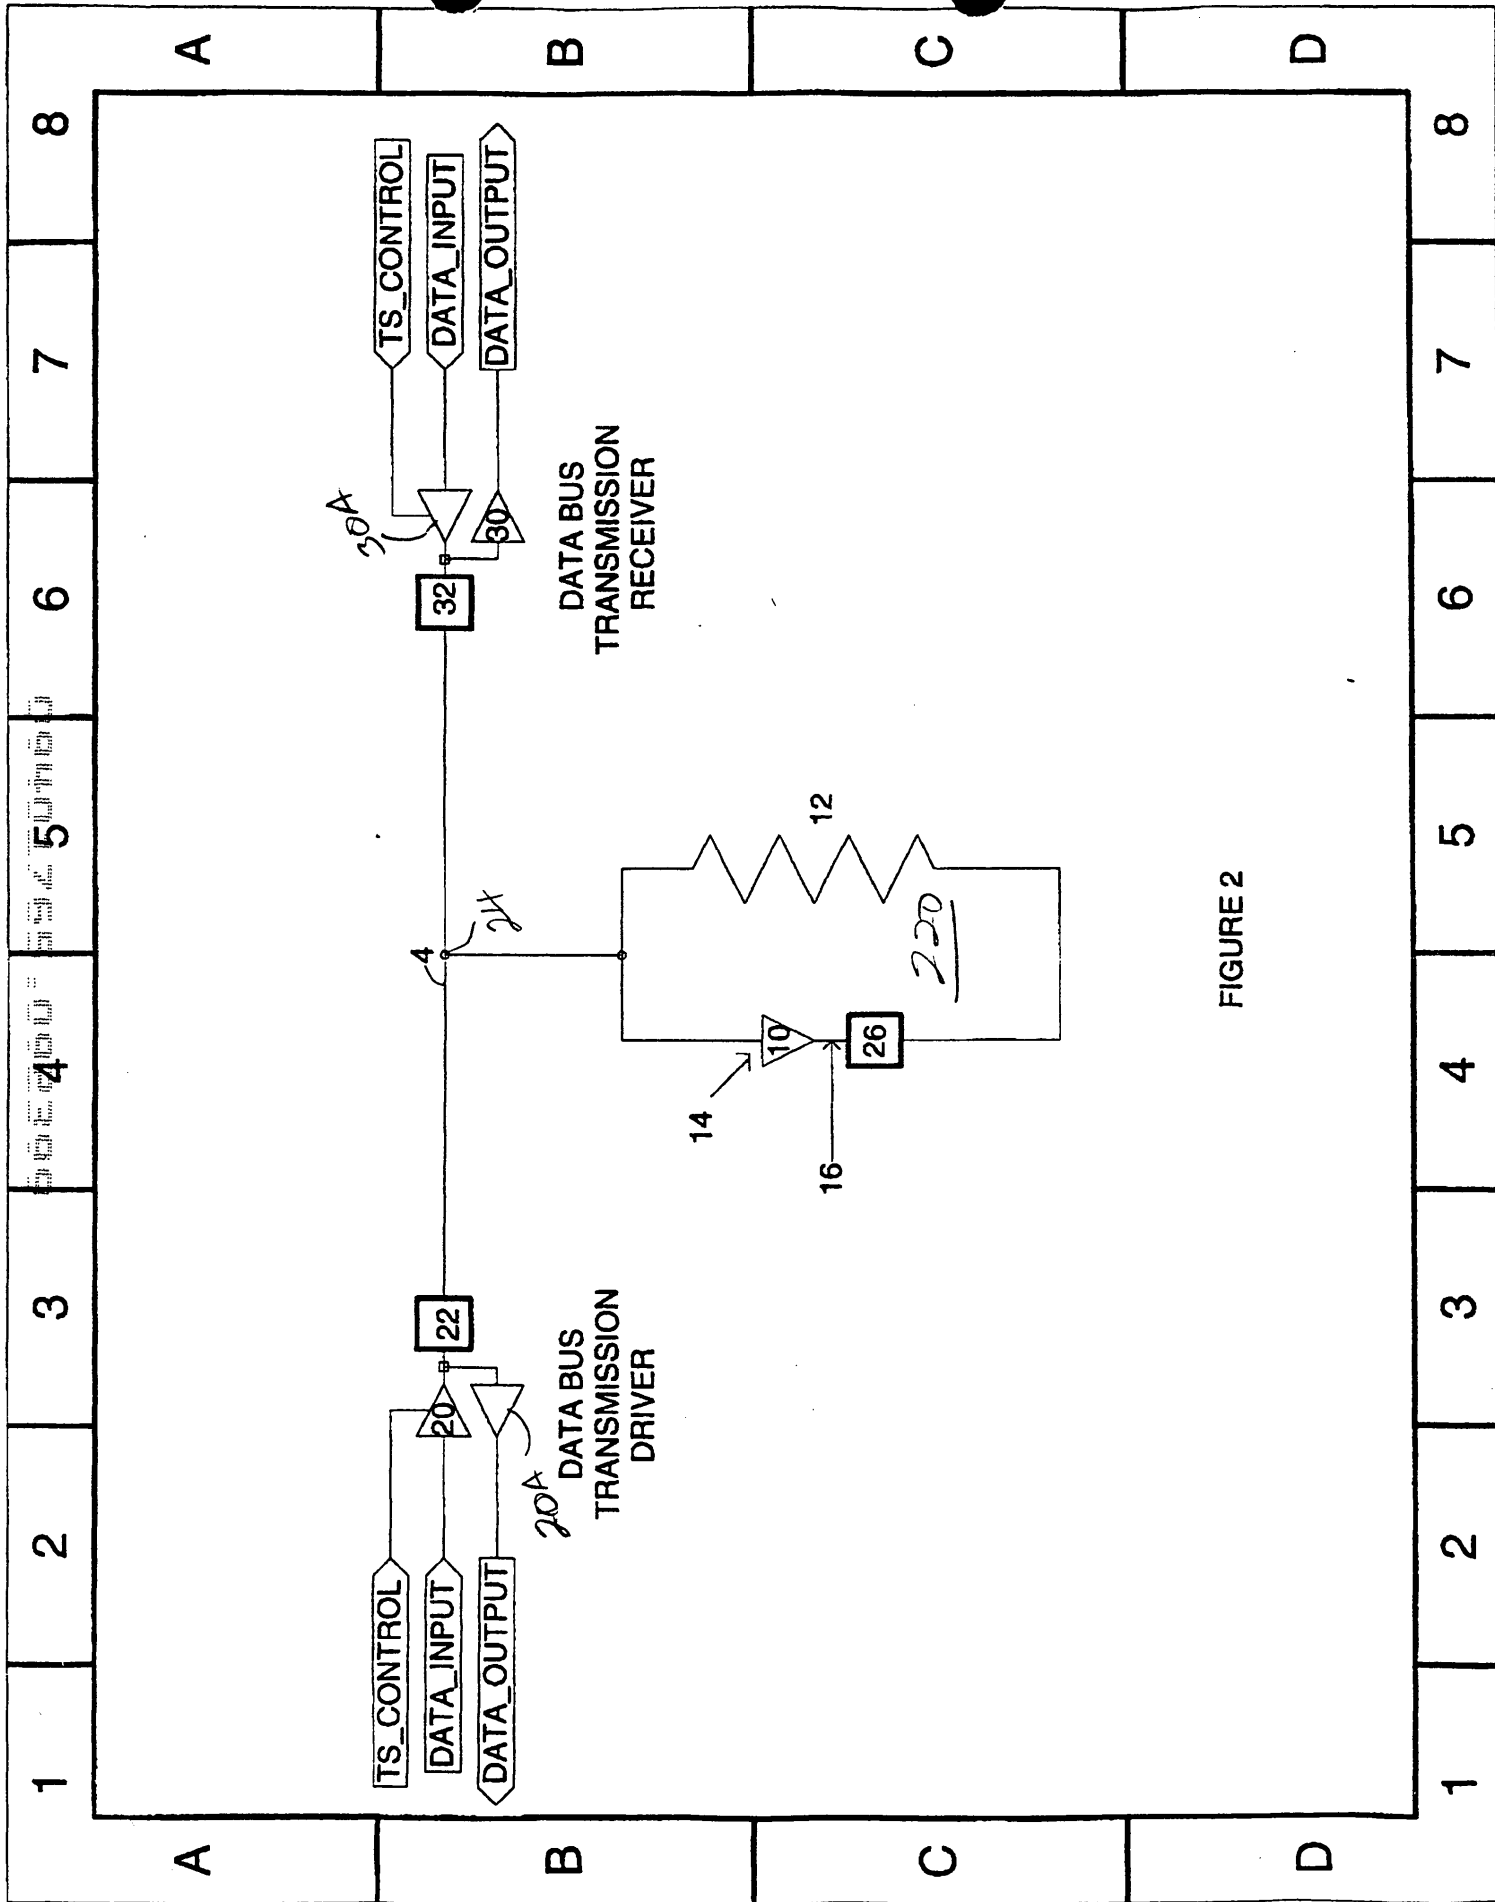 1 2 3 4 5 6 7 8
A A
B B
C C
D D
TS_CONTROL
DATA_INPUT
DATA_OUTPUT
20
20A
22
DATA BUS
TRANSMISSION
DRIVER
4
24
32
30A
30
TS_CONTROL
DATA_INPUT
DATA_OUTPUT
DATA BUS
TRANSMISSION
RECEIVER
14
10
16
26
12
220
FIGURE 2
1 2 3 4 5 6 7 8